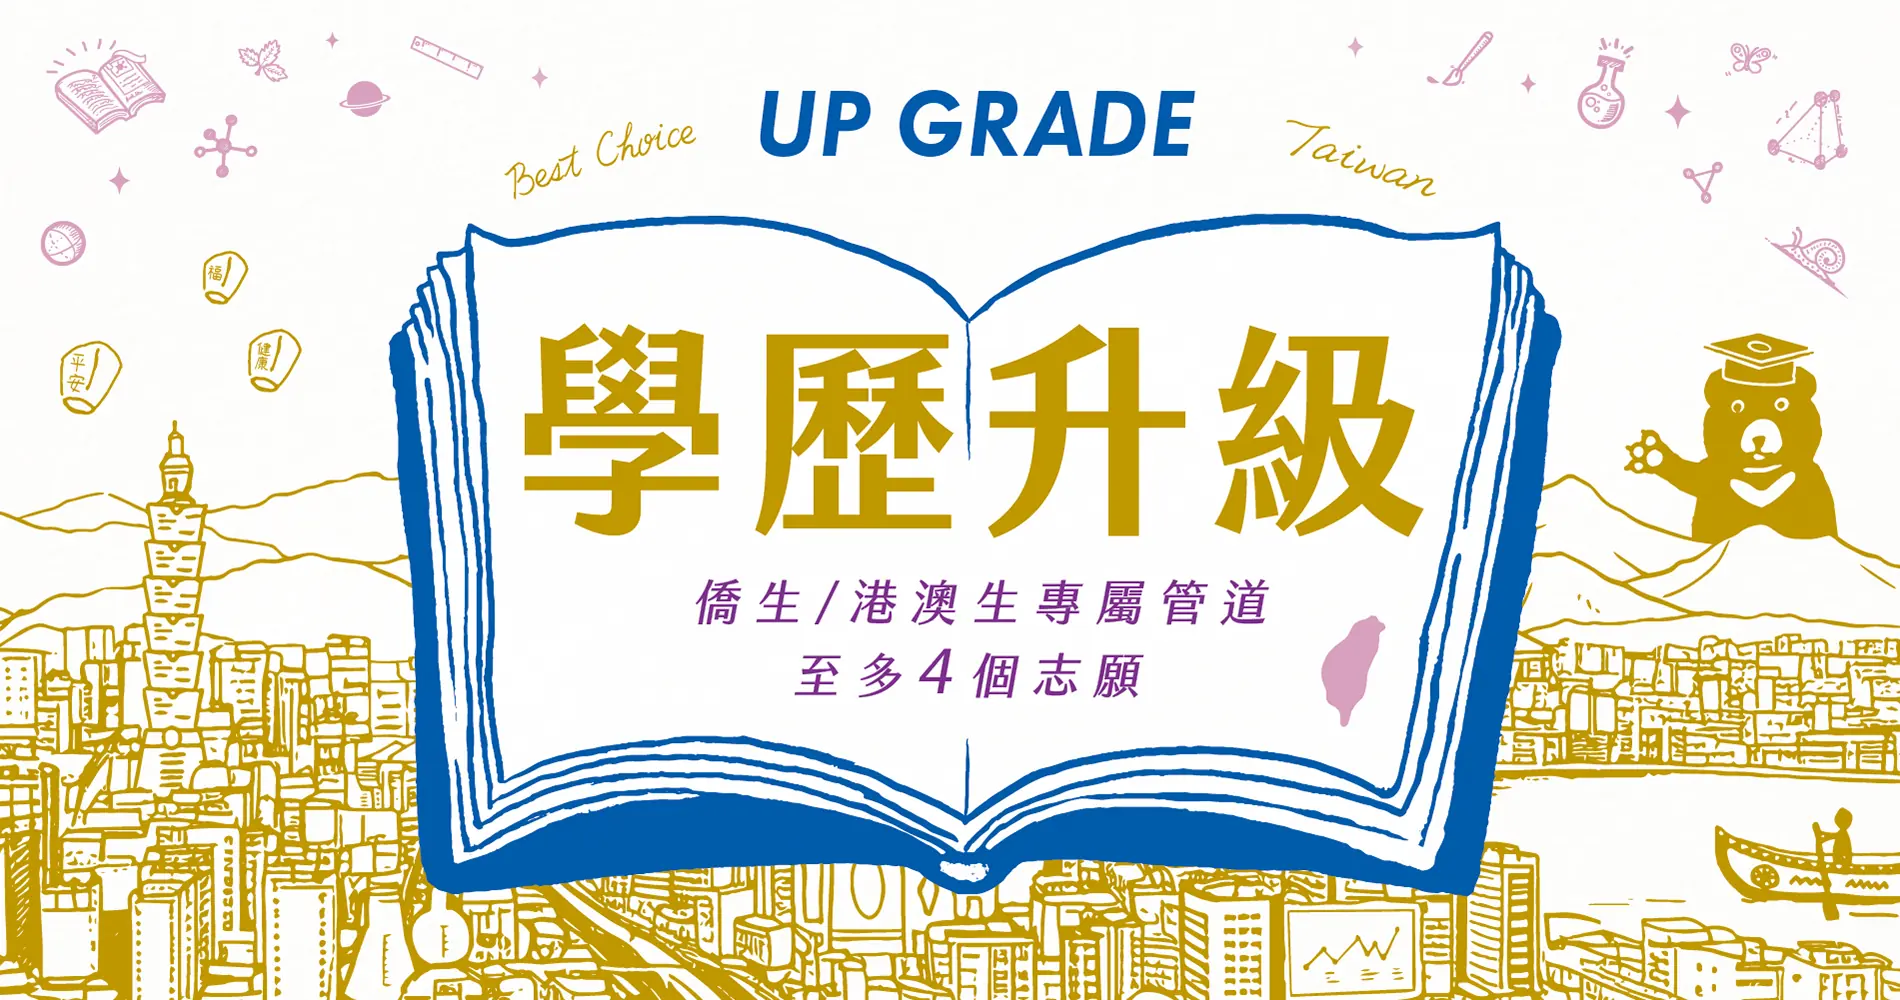 UP GRADE
Best Choice
Taiwan
福
平安
健康
學歷升級
僑生/港澳生專屬管道
至多4個志願